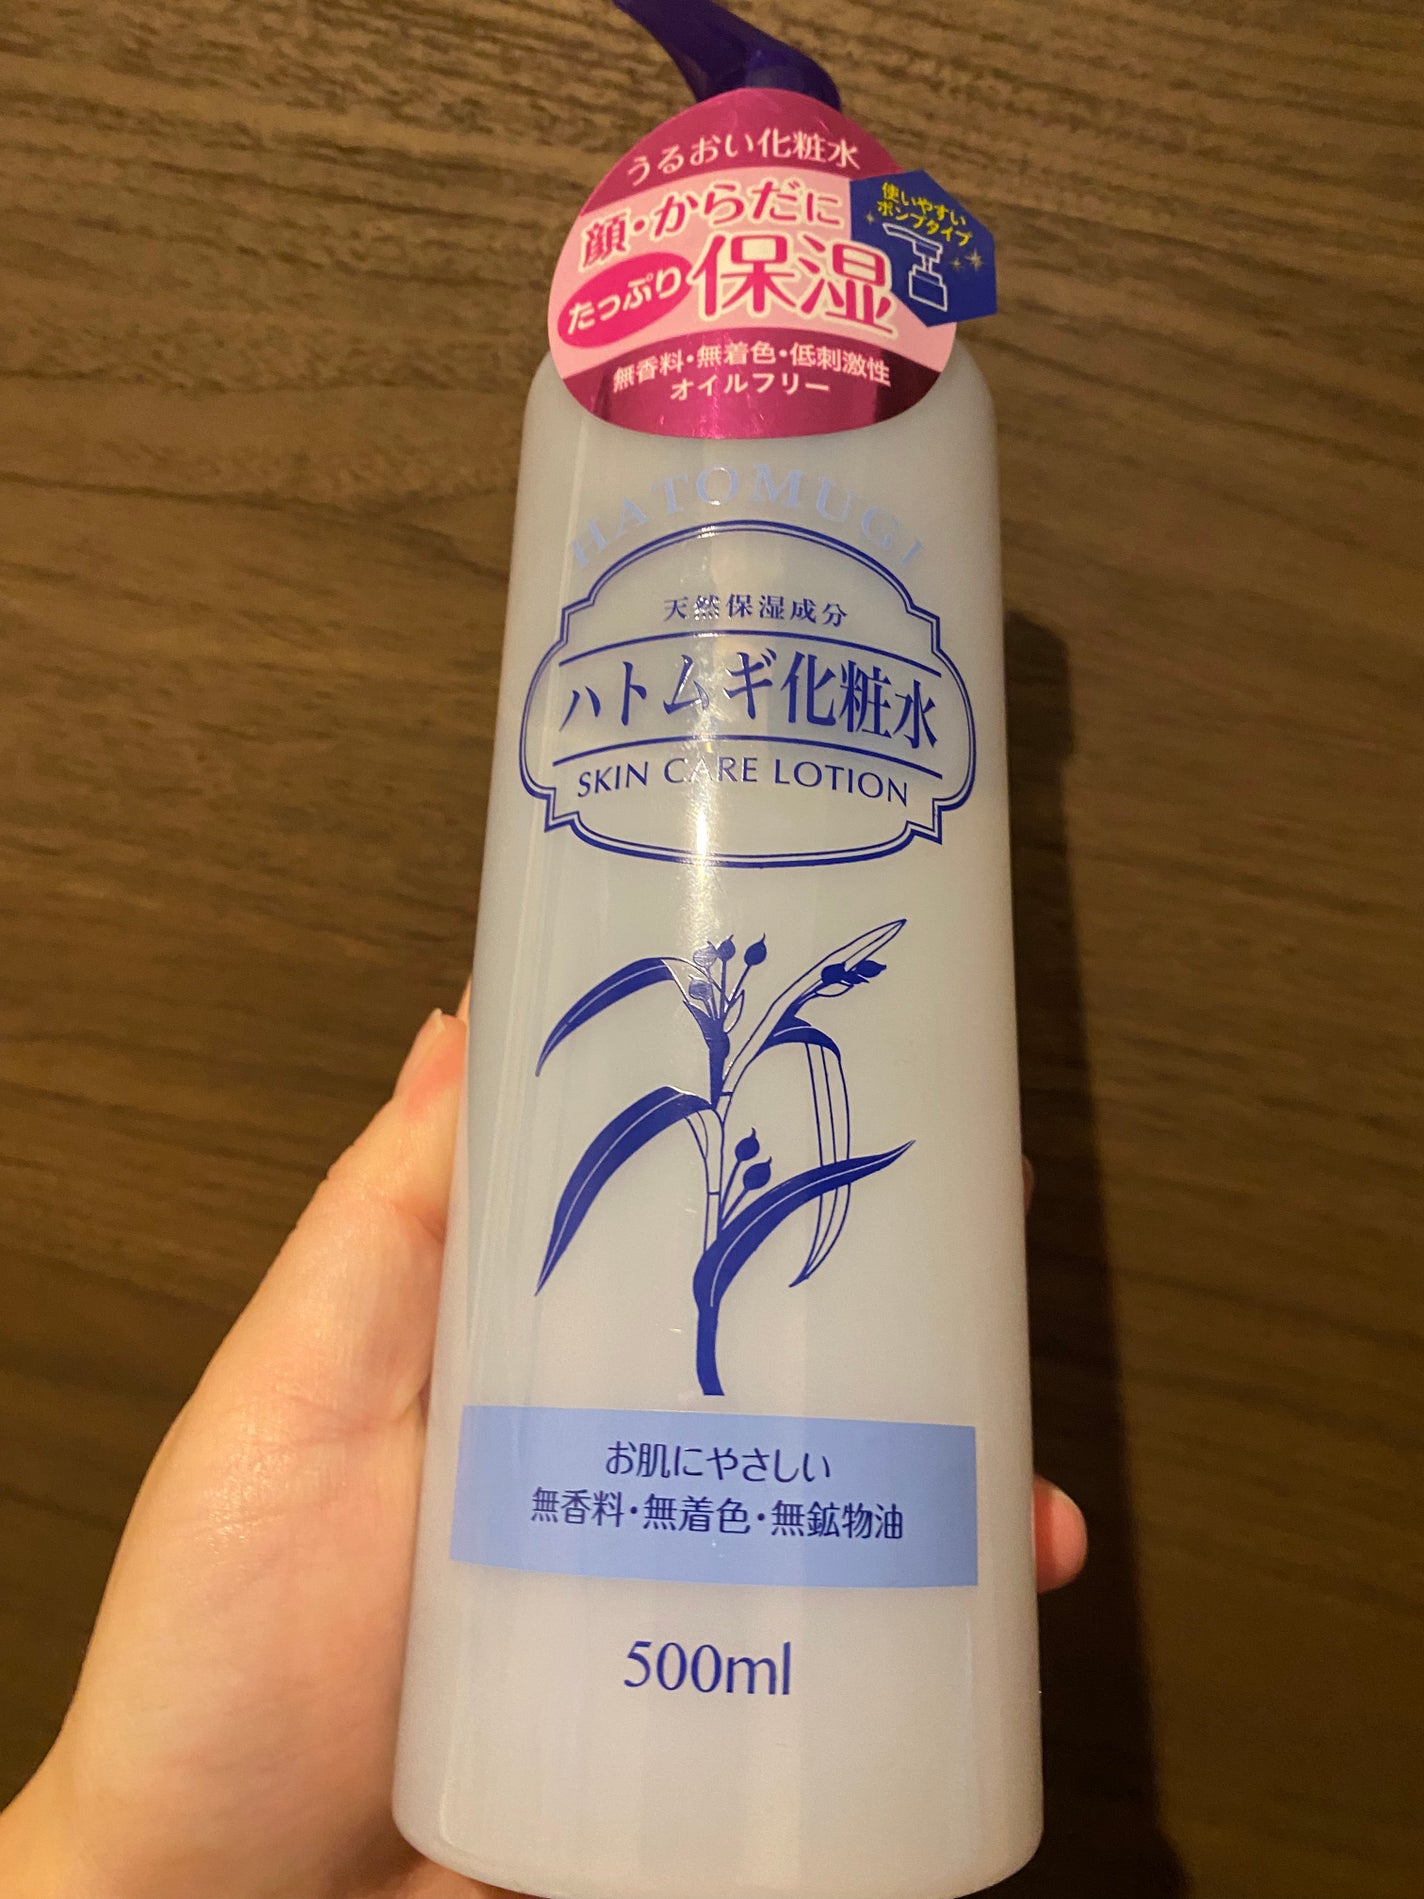 うるおい化粧水
顔・からだに
たっぷり保湿
使いやすい
ポンプタイプ
無香料・無着色・低刺激性
オイルフリー
HATOMUGI
天然保湿成分
ハトムギ化粧水
SKIN CARE LOTION
お肌にやさしい
無香料・無着色・無鉱物油
500ml